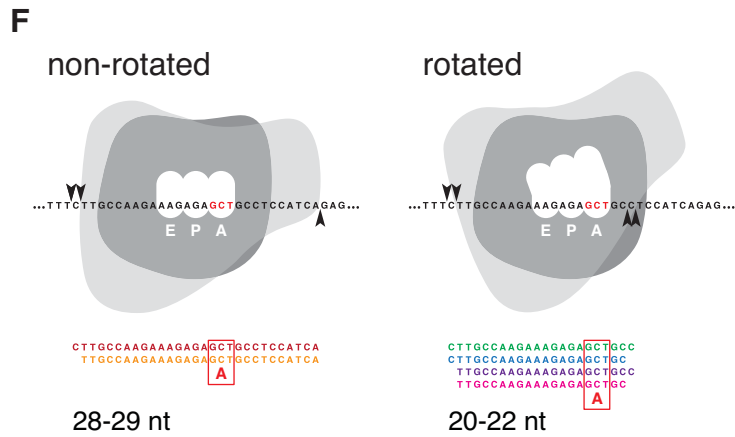 F
non-rotated
...TTTCTTGCCAAGAAAGAGAGCTGCCTCCATCAGAG...
E P A
CTTGCCAAGAAAGAGAGCTGCCTCCATCA
TTGCCAAGAAAGAGAGCTGCCTCCATCA
A
28-29 nt
rotated
...TTTCTTGCCAAGAAAGAGAGCTGCCTCCATCAGAG...
E P A
CTTGCCAAGAAAGAGAGCTGCC
CTTGCCAAGAAAGAGAGCTGC
TTGCCAAGAAAGAGAGCTGCC
TTGCCAAGAAAGAGAGCTGC
A
20-22 nt